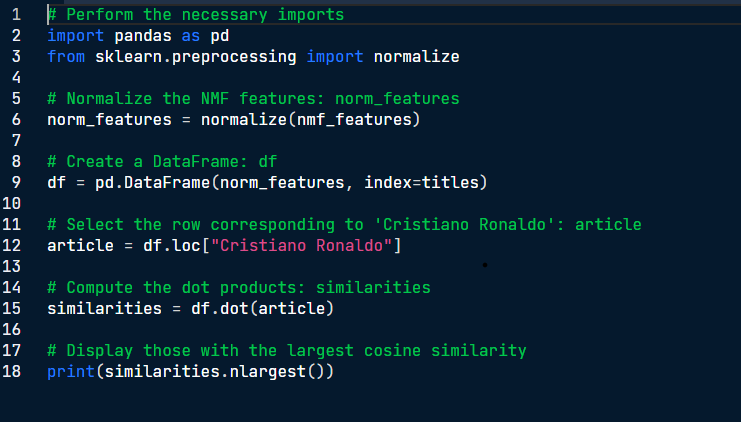 1 # Perform the necessary imports
2 import pandas as pd
3 from sklearn.preprocessing import normalize
4
5 # Normalize the NMF features: norm_features
6 norm_features = normalize(nmf_features)
7
8 # Create a DataFrame: df
9 df = pd.DataFrame(norm_features, index=titles)
10
11 # Select the row corresponding to 'Cristiano Ronaldo': article
12 article = df.loc["Cristiano Ronaldo"]
13
14 # Compute the dot products: similarities
15 similarities = df.dot(article)
16
17 # Display those with the largest cosine similarity
18 print(similarities.nlargest())